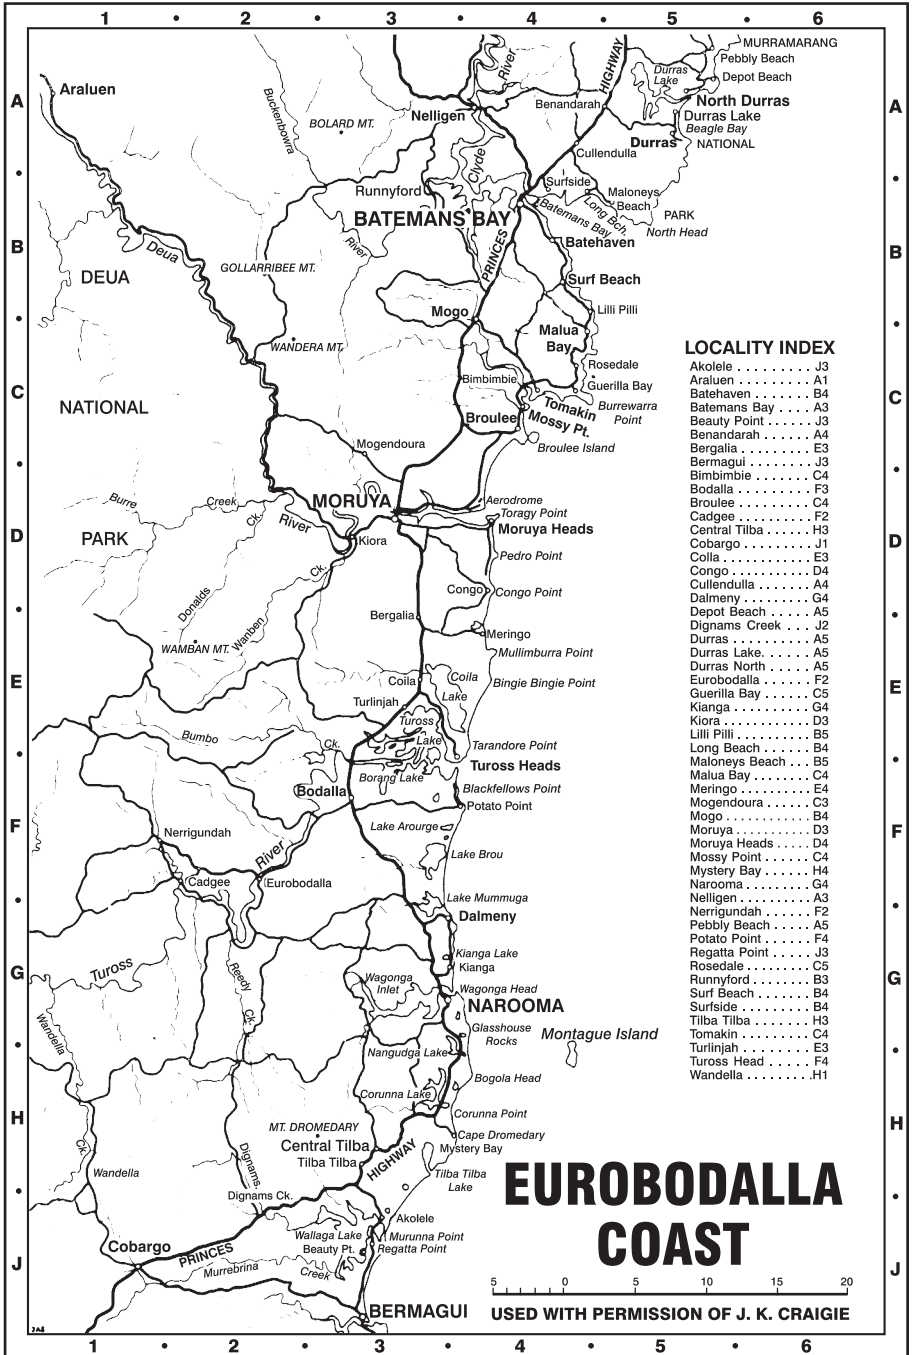 1 • 2 • 3 • 4 • 5 • 6
A
•
B
•
C
•
D
•
E
•
F
•
G
•
H
•
J
Araluen
Buckenbowra
BOLARD MT.
Nelligen
River
HIGHWAY
Benandarah
MURRAMARANG
Pebbly Beach
Durras
Lake
Depot Beach
North Durras
Durras Lake
Beagle Bay
Durras
NATIONAL
Cullendulla
Clyde
Runnyford
Surfside
Maloneys
Beach
Long Bch.
PARK
North Head
BATEMANS BAY
Batemans Bay
River
PRINCES
Batehaven
Deua
DEUA
GOLLARRIBEE MT.
Surf Beach
Mogo
Lilli Pilli
Malua
Bay
WANDERA MT.
Rosedale
Guerilla Bay
Bimbimbie
NATIONAL
Tomakin
Mossy Pt.
Burrewarra
Point
Broulee
Broulee Island
Mogendoura
Burre
Creek
Ck.
River
MORUYA
Aerodrome
Toragy Point
Moruya Heads
PARK
Kiora
Pedro Point
Ck.
Donalds
Wanben
Congo
Congo Point
Bergalia
WAMBAN MT.
Meringo
Mullimburra Point
Coila
Coila
Lake
Bingie Bingie Point
Turlinjah
Tuross
Lake
Bumbo
Ck.
Tarandore Point
Tuross Heads
Borang Lake
Bodalla
Blackfellows Point
Potato Point
Nerrigundah
Lake Arourge
River
Lake Brou
Cadgee
Eurobodalla
Lake Mummuga
Dalmeny
Tuross
Reedy
Ck.
Kianga Lake
Kianga
Wagonga
Inlet
Wagonga Head
NAROOMA
Wandella
Glasshouse
Rocks
Montague Island
Nangudga Lake
Bogola Head
Corunna Lake
Corunna Point
MT. DROMEDARY
Central Tilba
Tilba Tilba
HIGHWAY
Cape Dromedary
Mystery Bay
Ck.
Wandella
Dignams
Dignams Ck.
Tilba Tilba
Lake
Akolele
Wallaga Lake
Beauty Pt.
Murunna Point
Regatta Point
Cobargo
PRINCES
Murrebrina
Creek
BERMAGUI
JAS
LOCALITY INDEX
Akolele . . . . . . . . J3
Araluen . . . . . . . . A1
Batehaven . . . . . . B4
Batemans Bay . . . . A3
Beauty Point . . . . . J3
Benandarah . . . . . A4
Bergalia . . . . . . . . E3
Bermagui . . . . . . . J3
Bimbimbie . . . . . . C4
Bodalla . . . . . . . . F3
Broulee . . . . . . . . C4
Cadgee . . . . . . . . F2
Central Tilba . . . . . H3
Cobargo . . . . . . . . J1
Colla . . . . . . . . . . E3
Congo . . . . . . . . . D4
Cullendulla . . . . . . A4
Dalmeny . . . . . . . G4
Depot Beach . . . . . A5
Dignams Creek . . . J2
Durras . . . . . . . . . A5
Durras Lake. . . . . . A5
Durras North . . . . . A5
Eurobodalla . . . . . F2
Guerilla Bay . . . . . C5
Kianga . . . . . . . . . G4
Kiora . . . . . . . . . . D3
Lilli Pilli . . . . . . . . B5
Long Beach . . . . . . B4
Maloneys Beach . . . B5
Malua Bay . . . . . . C4
Meringo . . . . . . . . E4
Mogendoura . . . . . C3
Mogo . . . . . . . . . . B4
Moruya . . . . . . . . D3
Moruya Heads . . . . D4
Mossy Point . . . . . C4
Mystery Bay . . . . . H4
Narooma . . . . . . . G4
Nelligen . . . . . . . . A3
Nerrigundah . . . . . F2
Pebbly Beach . . . . A5
Potato Point . . . . . F4
Regatta Point . . . . J3
Rosedale . . . . . . . C5
Runnyford . . . . . . B3
Surf Beach . . . . . . B4
Surfside . . . . . . . . B4
Tilba Tilba . . . . . . . H3
Tomakin . . . . . . . . C4
Turlinjah . . . . . . . . E3
Tuross Head . . . . . F4
Wandella . . . . . . . H1
EUROBODALLA
COAST
5 0 5 10 15 20
USED WITH PERMISSION OF J. K. CRAIGIE
A
•
B
•
C
•
D
•
E
•
F
•
G
•
H
•
J
1 • 2 • 3 • 4 • 5 • 6